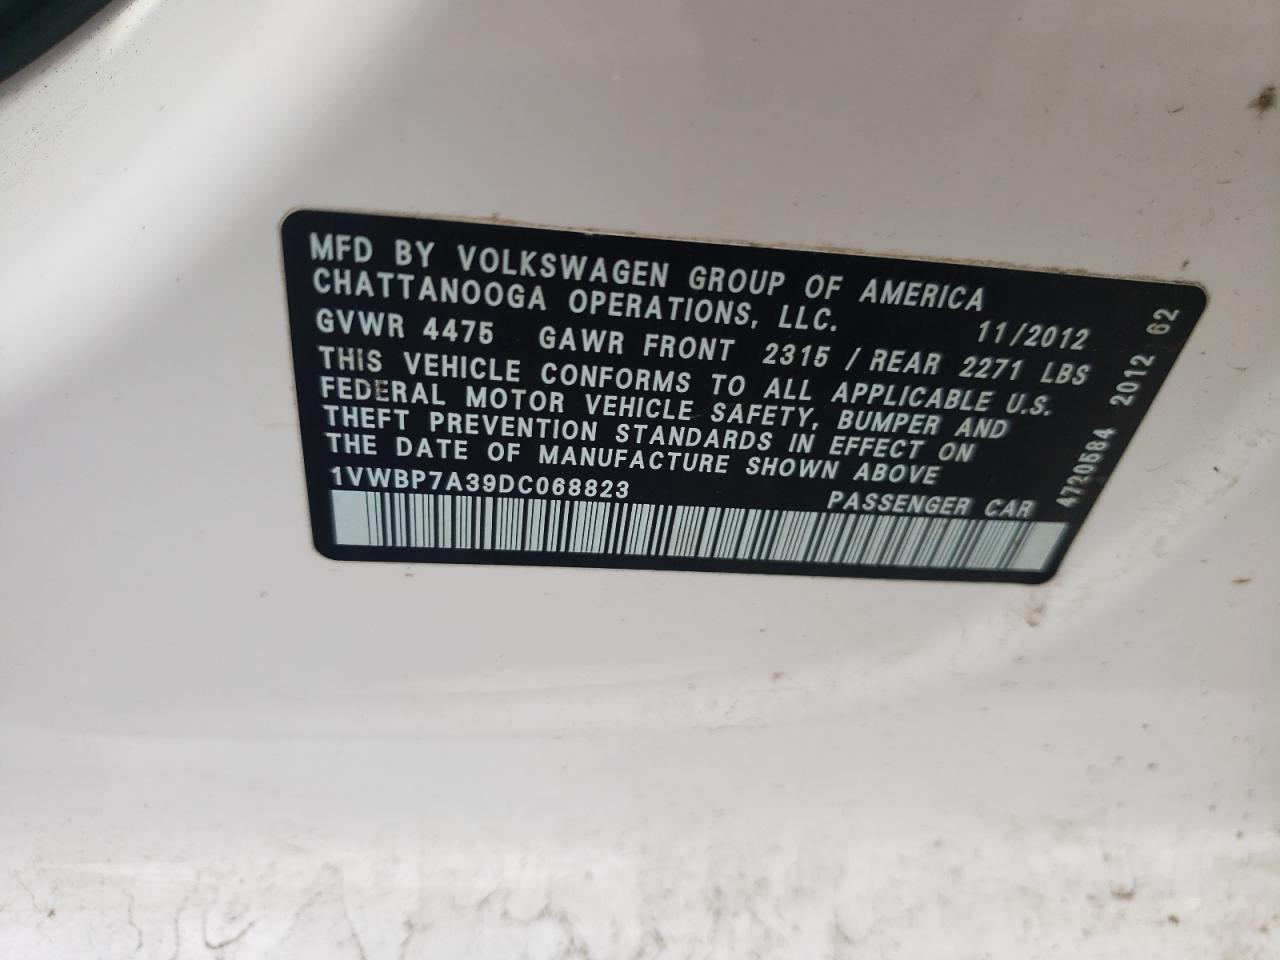 MFD BY VOLKSWAGEN GROUP OF AMERICA
CHATTANOOGA OPERATIONS, LLC.
11/2012
GVWR 4475 GAWR FRONT 2315 / REAR 2271 LBS
THIS VEHICLE CONFORMS TO ALL APPLICABLE U.S.
FEDERAL MOTOR VEHICLE SAFETY, BUMPER AND
THEFT PREVENTION STANDARDS IN EFFECT ON
THE DATE OF MANUFACTURE SHOWN ABOVE
1VWBP7A39DC068823 PASSENGER CAR
4720584 2012 62